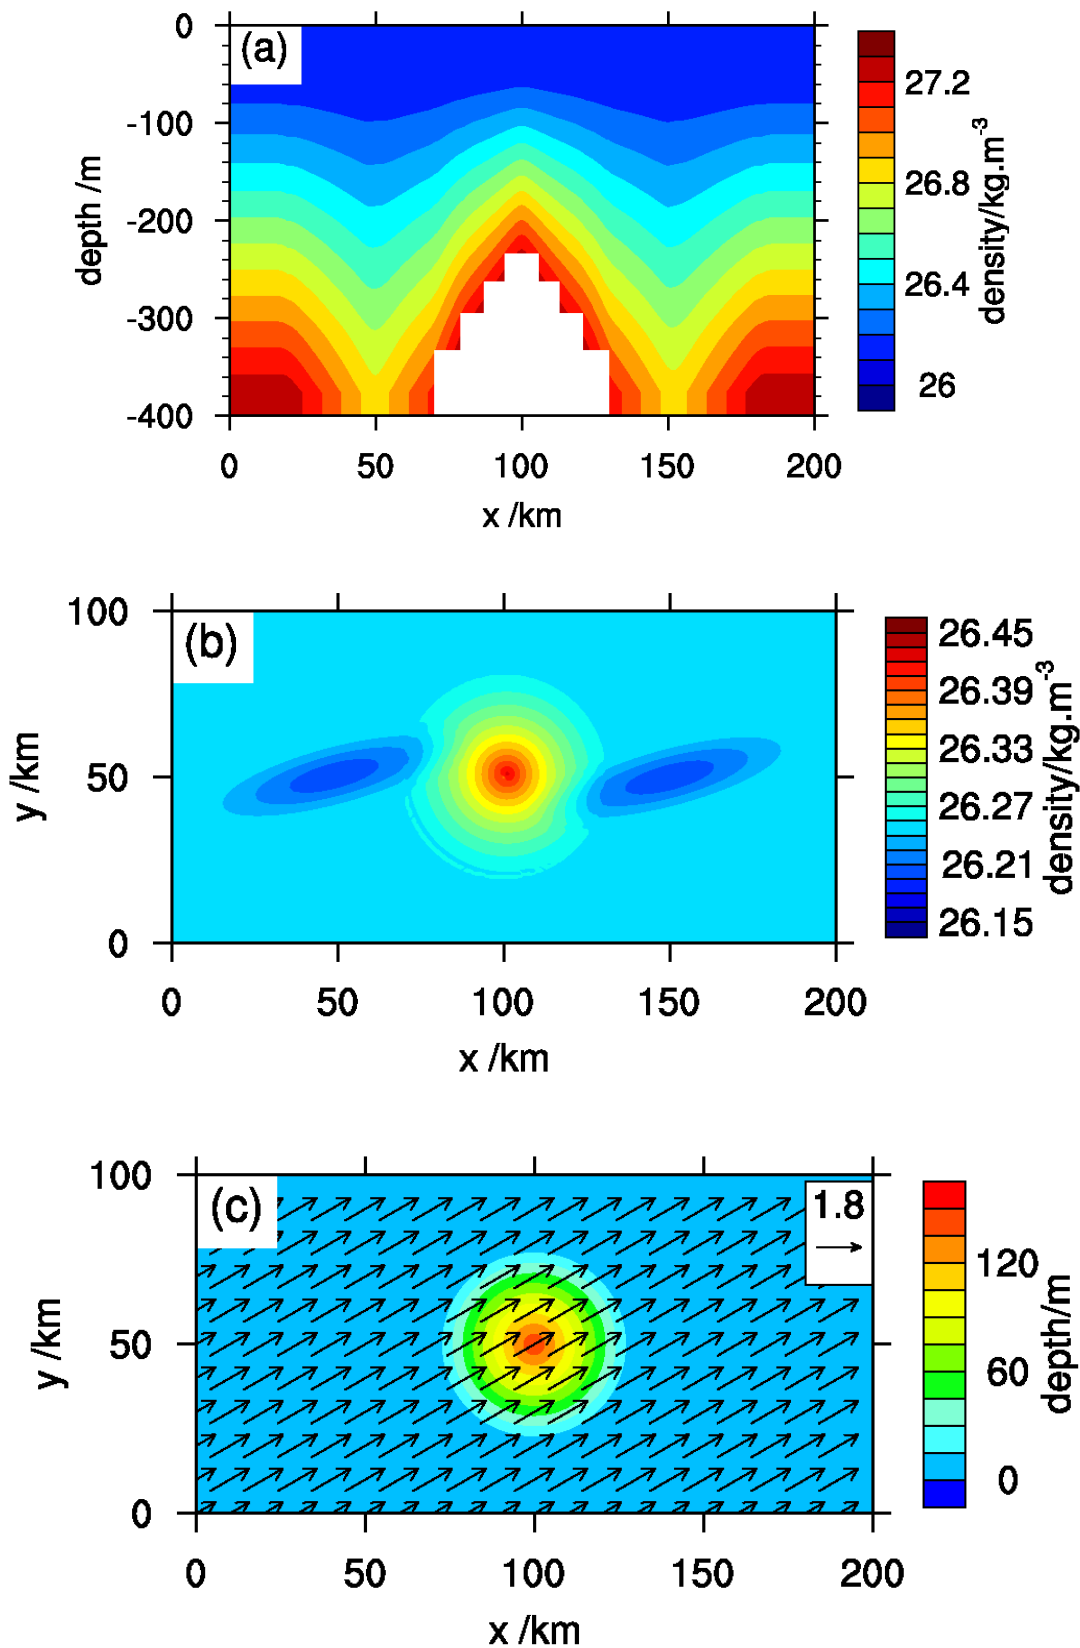 (a)
0
-100
-200
-300
-400
depth /m
0 50 100 150 200
x /km
27.2
26.8
26.4
26
density/kg.m-3
(b)
100
50
0
y /km
0 50 100 150 200
x /km
26.45
26.39
26.33
26.27
26.21
26.15
density/kg.m-3
(c)
1.8
100
50
0
y /km
0 50 100 150 200
x /km
120
60
0
depth/m